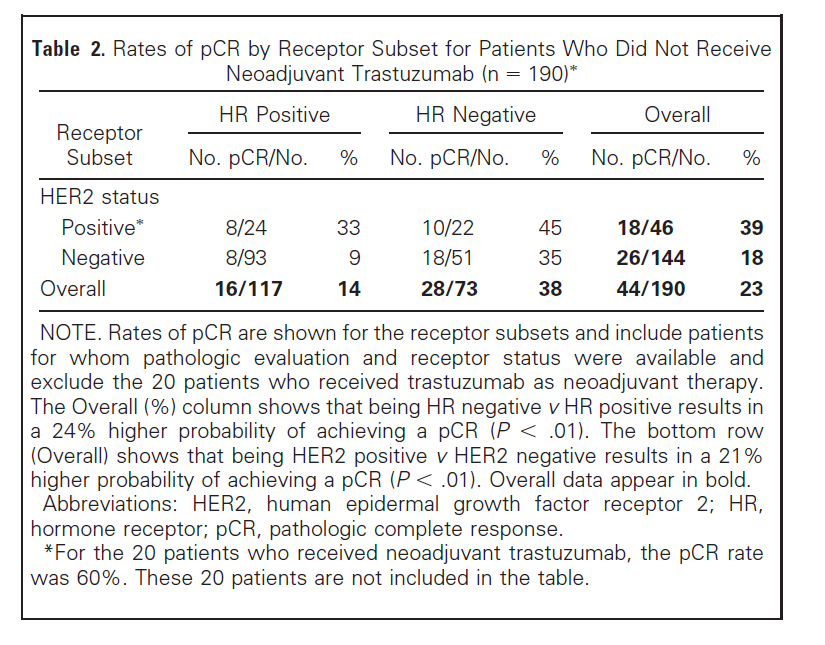 Table 2. Rates of pCR by Receptor Subset for Patients Who Did Not Receive
Neoadjuvant Trastuzumab (n = 190)*
HR Positive HR Negative Overall
Receptor
Subset No. pCR/No. % No. pCR/No. % No. pCR/No. %
HER2 status
Positive* 8/24 33 10/22 45 18/46 39
Negative 8/93 9 18/51 35 26/144 18
Overall 16/117 14 28/73 38 44/190 23
NOTE. Rates of pCR are shown for the receptor subsets and include patients
for whom pathologic evaluation and receptor status were available and
exclude the 20 patients who received trastuzumab as neoadjuvant therapy.
The Overall (%) column shows that being HR negative v HR positive results in
a 24% higher probability of achieving a pCR (P < .01). The bottom row
(Overall) shows that being HER2 positive v HER2 negative results in a 21%
higher probability of achieving a pCR (P < .01). Overall data appear in bold.
Abbreviations: HER2, human epidermal growth factor receptor 2; HR,
hormone receptor; pCR, pathologic complete response.
*For the 20 patients who received neoadjuvant trastuzumab, the pCR rate
was 60%. These 20 patients are not included in the table.